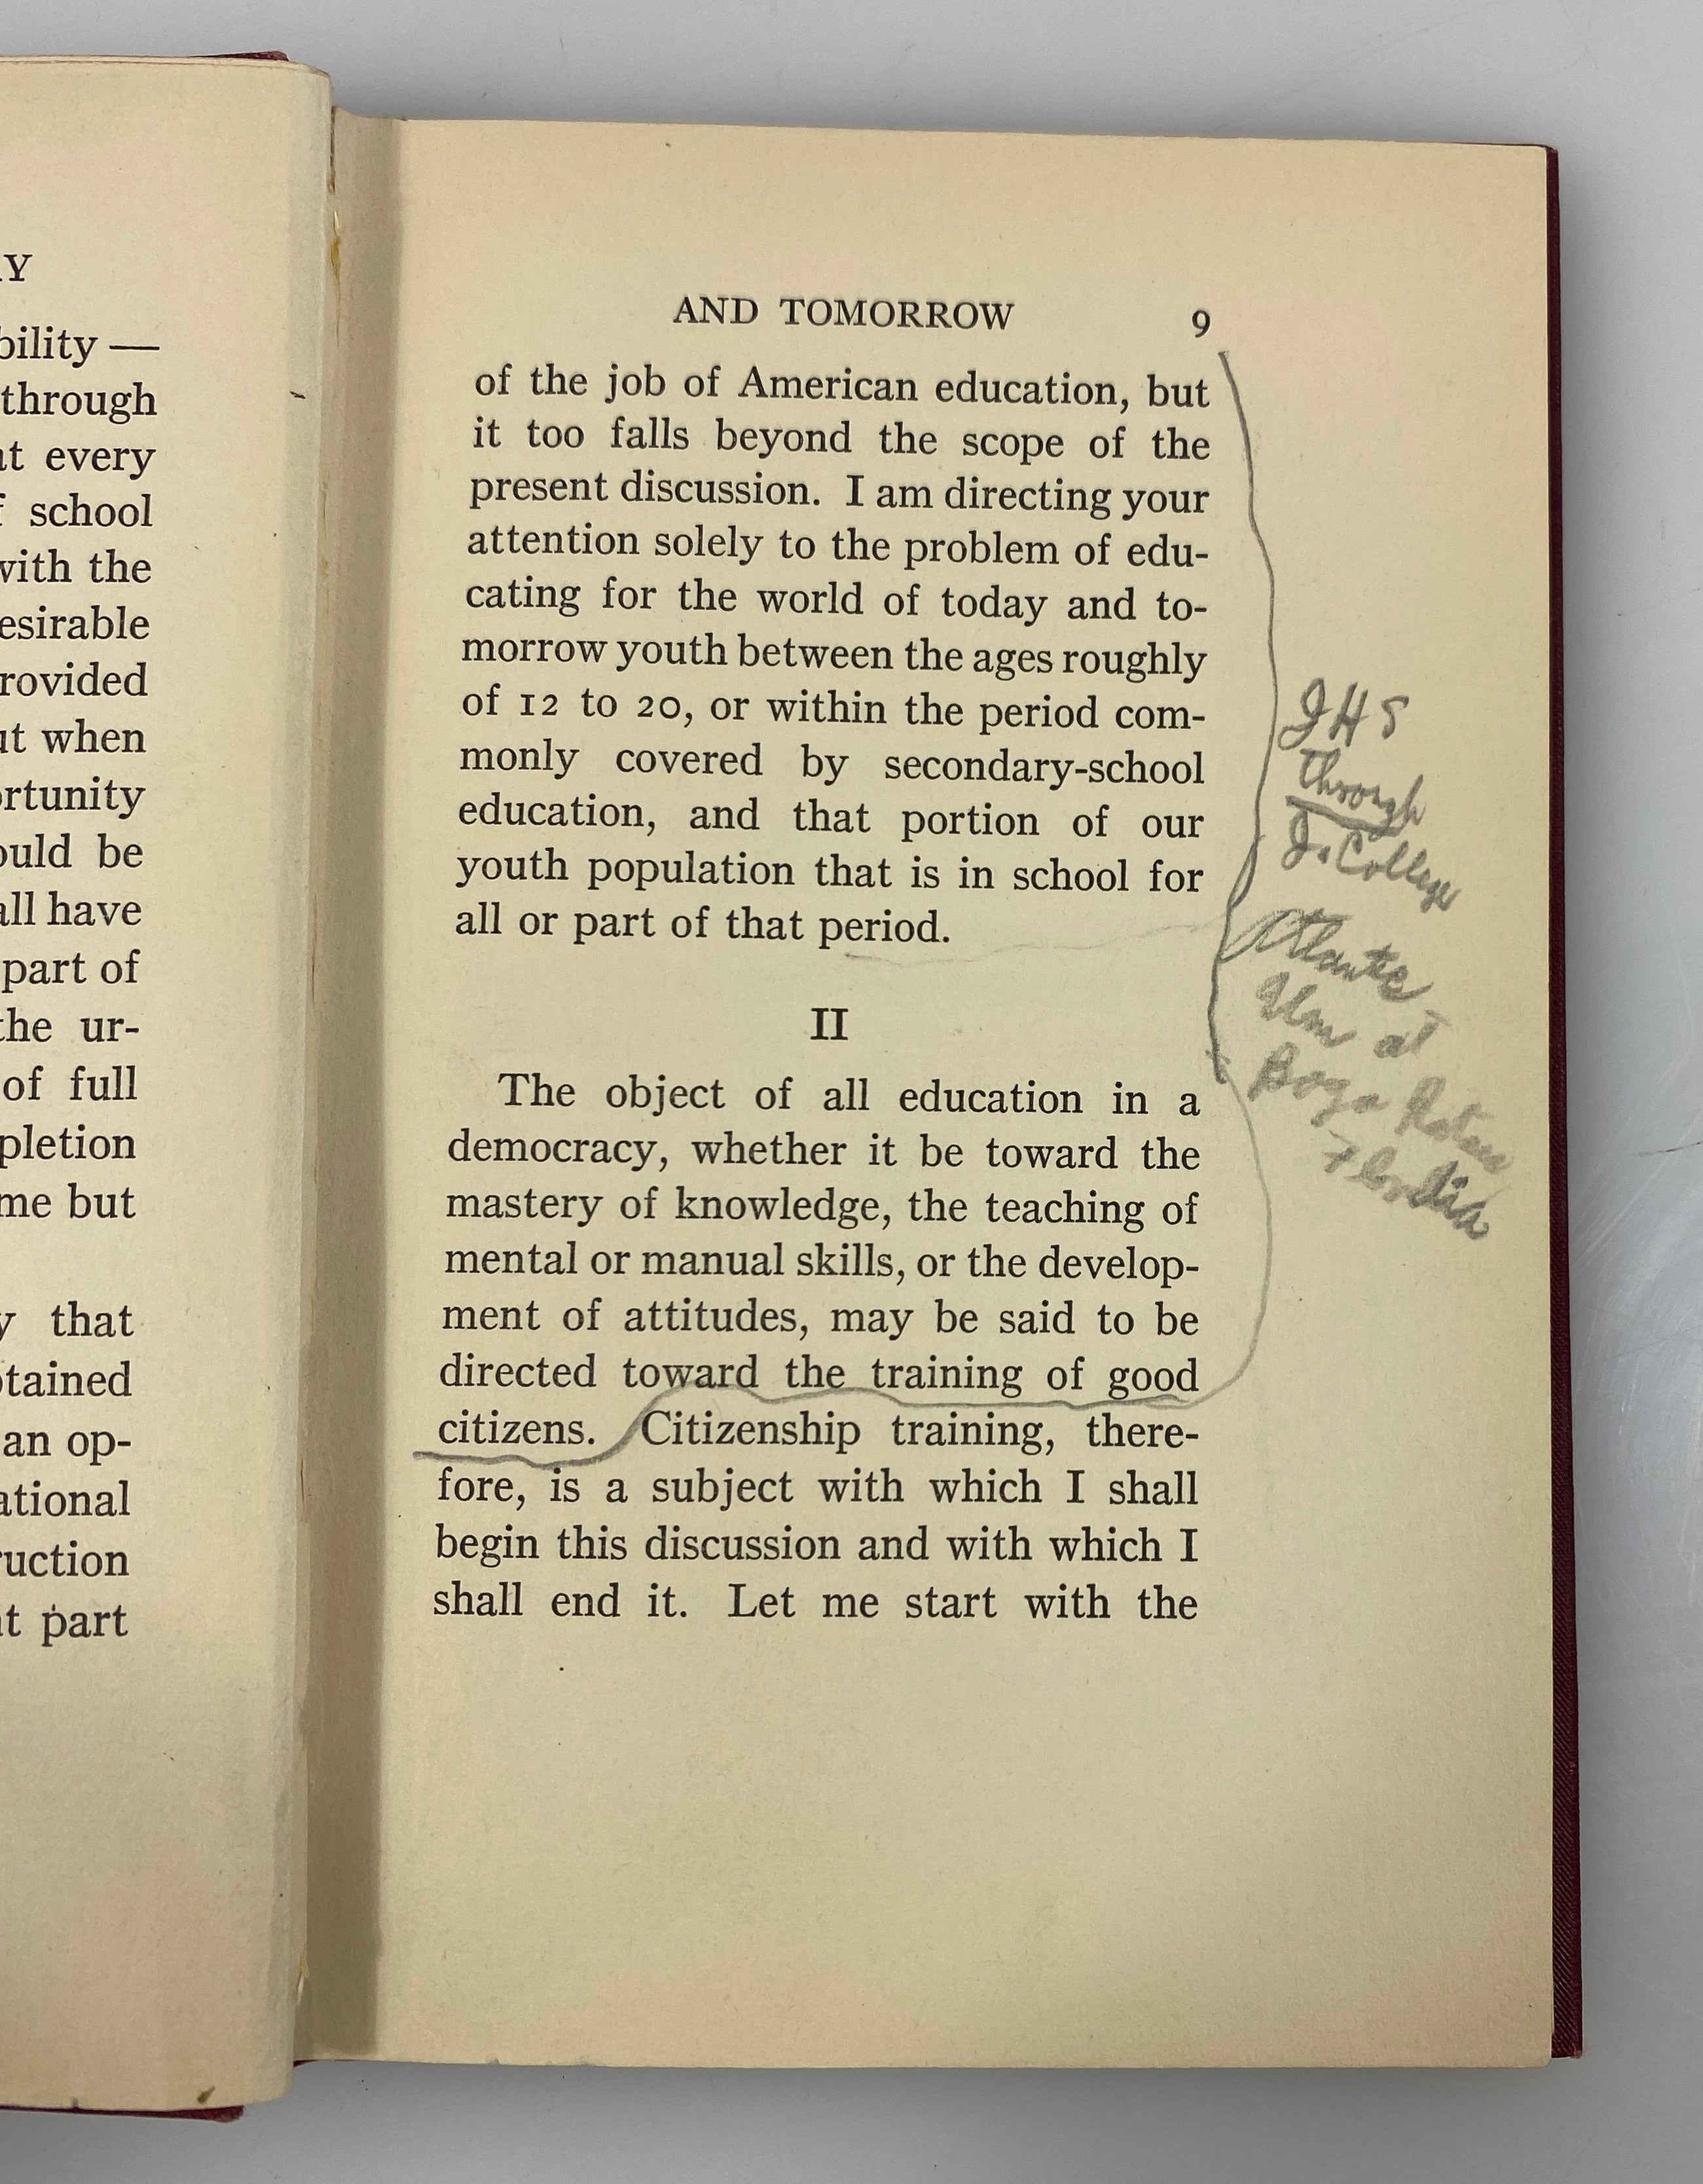 Y
bility —
through
every
school
with the
esirable
rovided
ut when
ortunity
ould be
all have
part of
the ur-
of full
pletion
me but
y that
tained
an op-
ational
ruction
part
AND TOMORROW 9
of the job of American education, but
it too falls beyond the scope of the
present discussion. I am directing your
attention solely to the problem of edu-
cating for the world of today and to-
morrow youth between the ages roughly
of 12 to 20, or within the period com-
monly covered by secondary-school
education, and that portion of our
youth population that is in school for
all or part of that period.
II
The object of all education in a
democracy, whether it be toward the
mastery of knowledge, the teaching of
mental or manual skills, or the develop-
ment of attitudes, may be said to be
directed toward the training of good
citizens. Citizenship training, there-
fore, is a subject with which I shall
begin this discussion and with which I
shall end it. Let me start with the
JHS
through
J. College
Atlantic
at
Florida